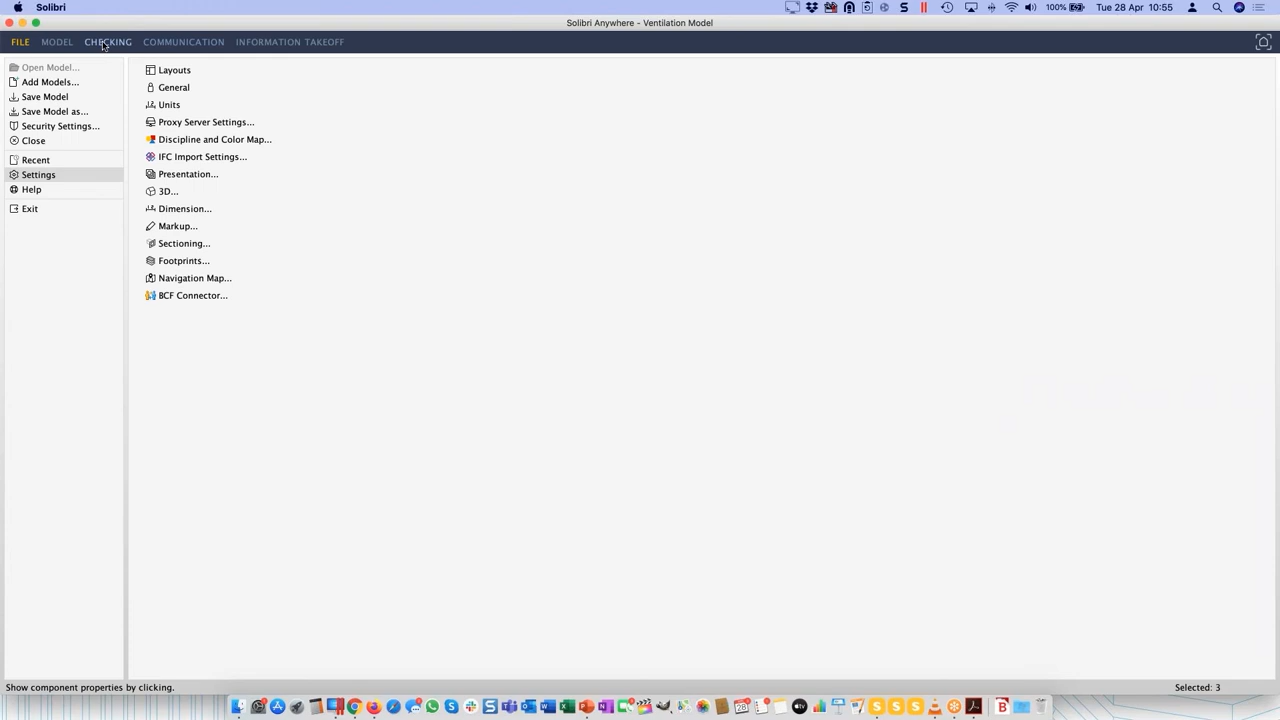 Solibri
100%
Tue 28 Apr 10:55
Solibri Anywhere - Ventilation Model
FILE MODEL CHECKING COMMUNICATION INFORMATION TAKEOFF
Open Model...
Add Models...
Save Model
Save Model as...
Security Settings...
Close
Recent
Settings
Help
Exit
Layouts
General
Units
Proxy Server Settings...
Discipline and Color Map...
IFC Import Settings...
Presentation...
3D...
Dimension...
Markup...
Sectioning...
Footprints...
Navigation Map...
BCF Connector...
Show component properties by clicking.
Selected: 3